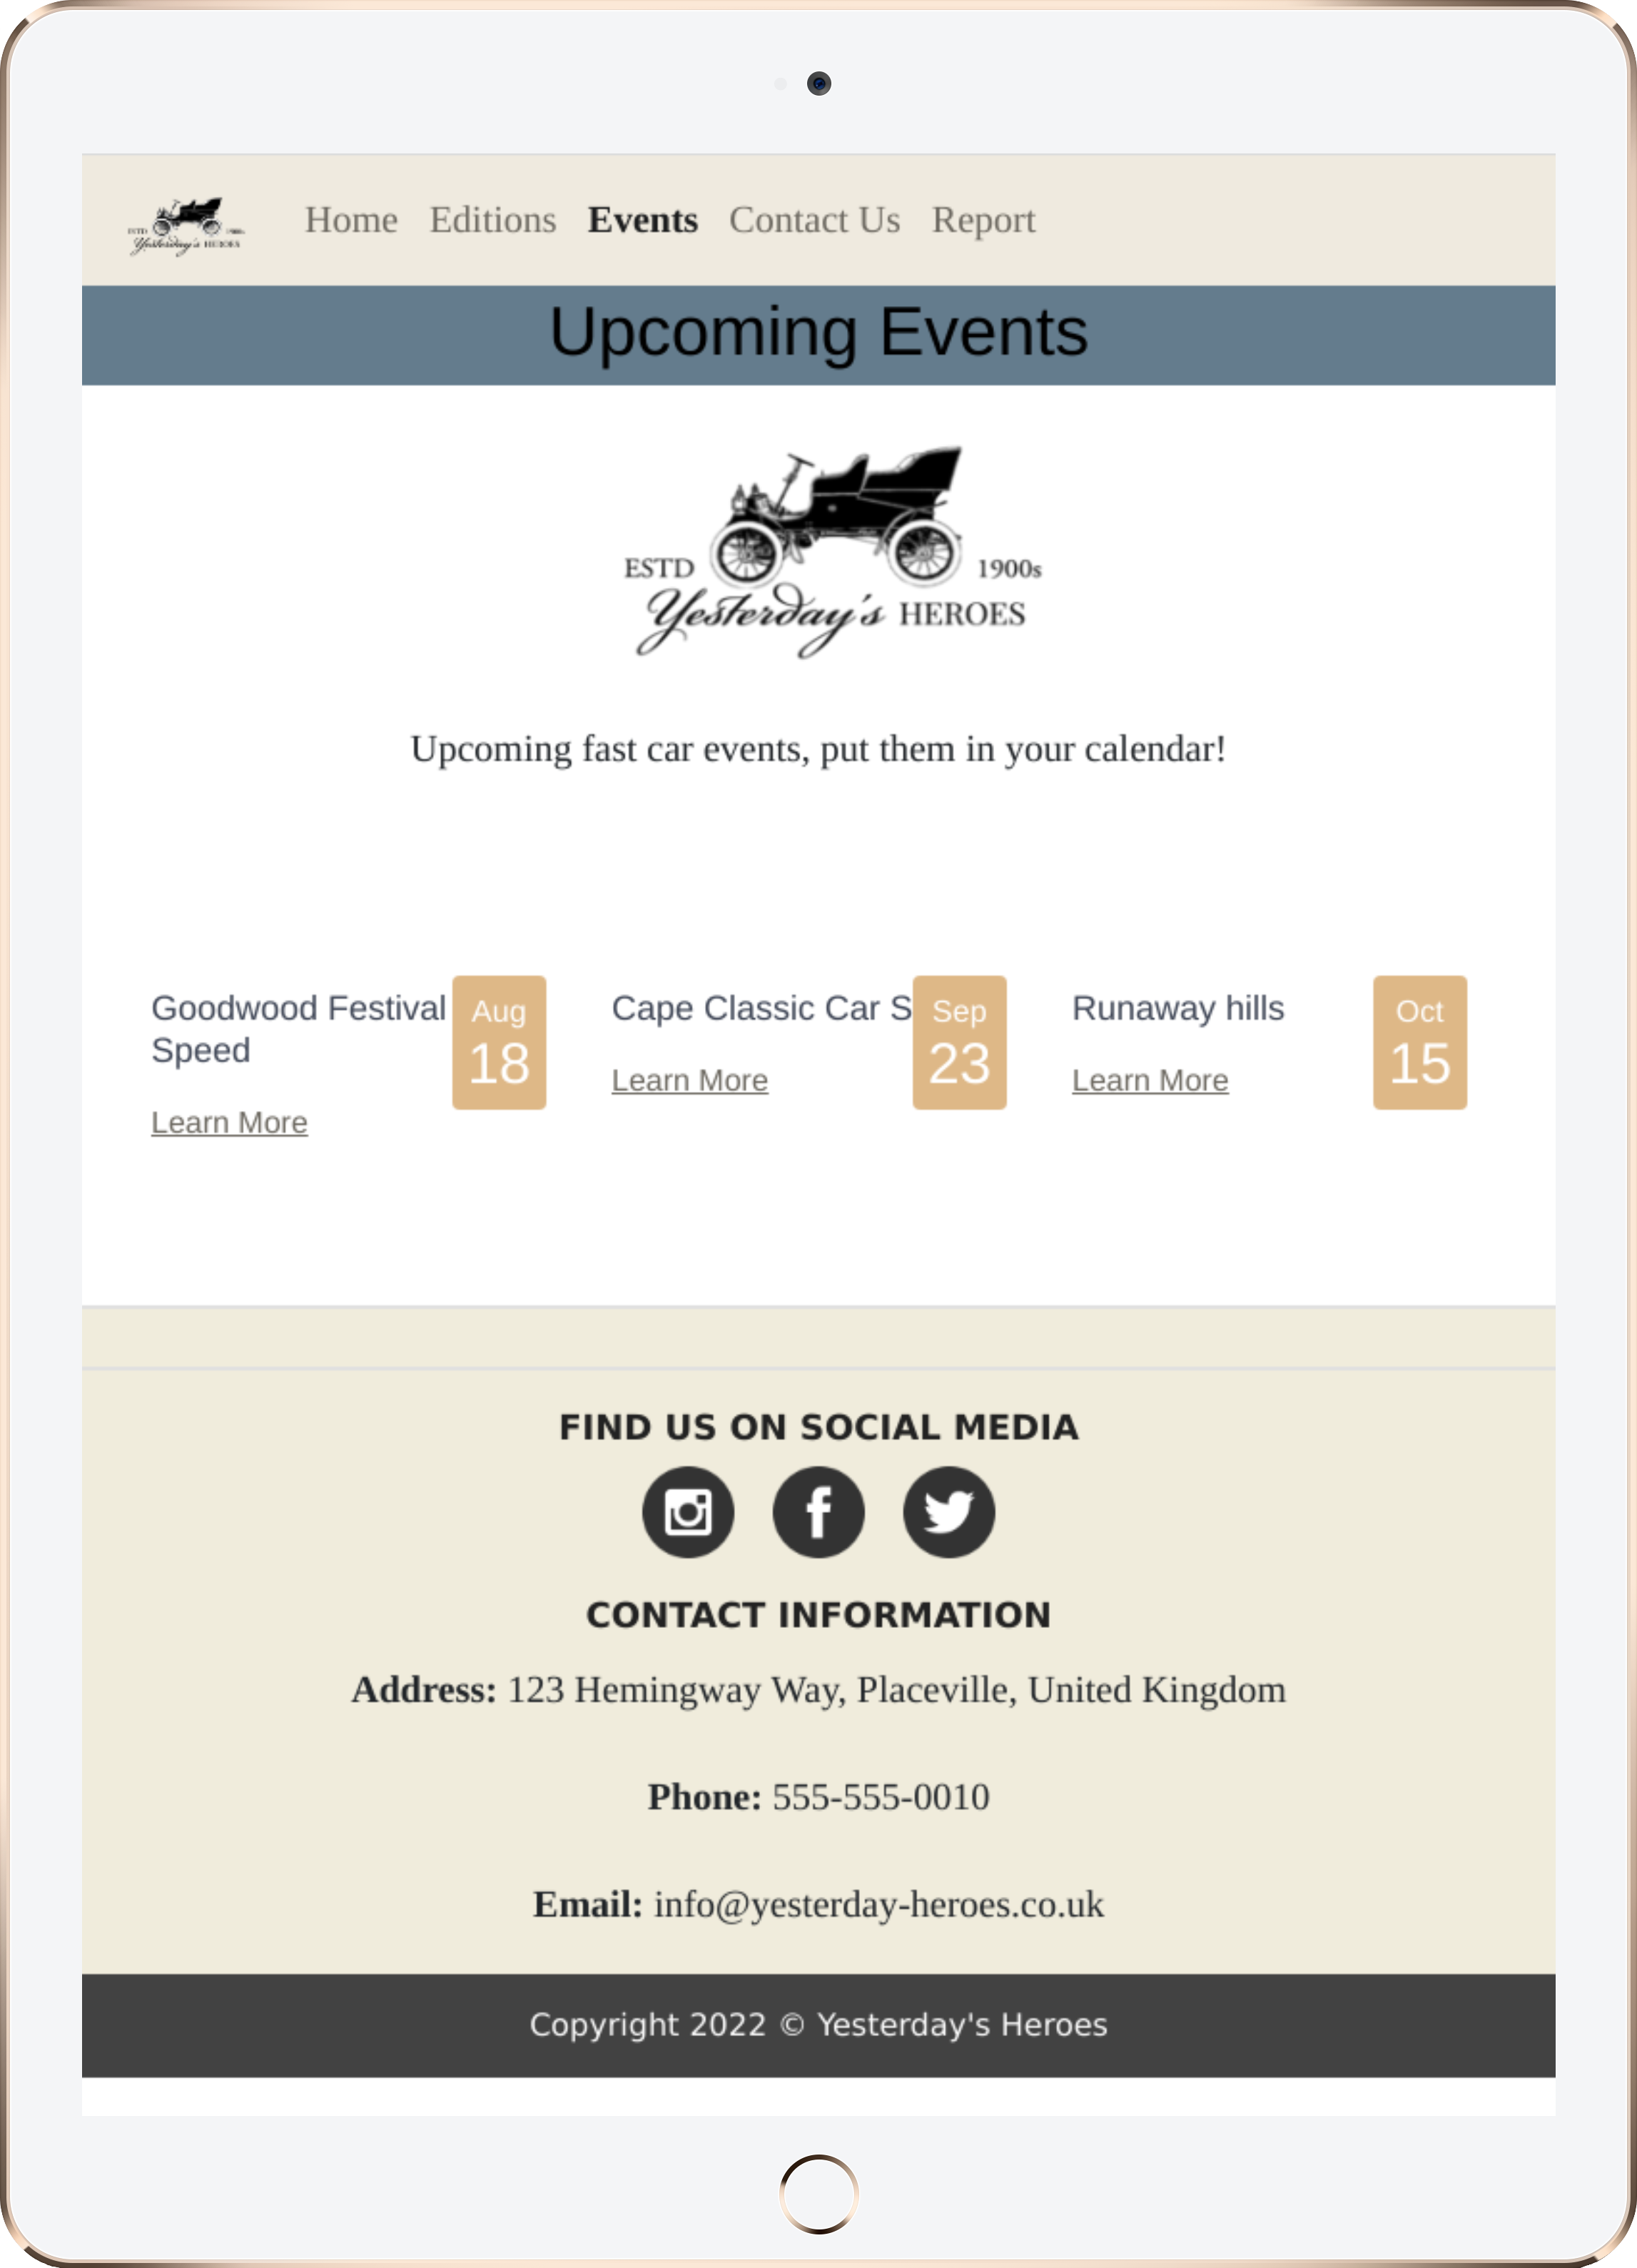 ESTD 1900s
Yesterday's HEROES
Home Editions Events Contact Us Report
Upcoming Events
ESTD 1900s
Yesterday's HEROES
Upcoming fast car events, put them in your calendar!
Goodwood Festival
Speed
Learn More
Aug
18
Cape Classic Car S
Learn More
Sep
23
Runaway hills
Learn More
Oct
15
FIND US ON SOCIAL MEDIA
CONTACT INFORMATION
Address: 123 Hemingway Way, Placeville, United Kingdom
Phone: 555-555-0010
Email: info@yesterday-heroes.co.uk
Copyright 2022 © Yesterday's Heroes